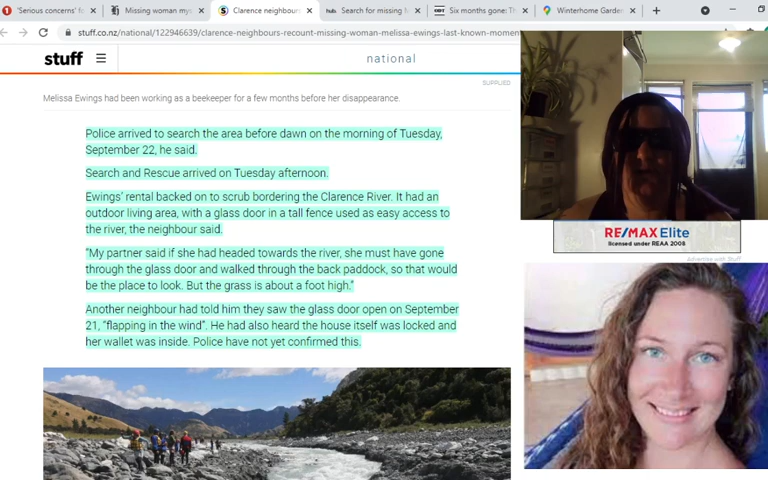 'Serious concerns' f
Missing woman mys
Clarence neighbours
Search for missing M
Six months gone: Th
Winterhome Garde
stuff.co.nz/national/122946639/clarence-neighbours-recount-missing-woman-melissa-ewings-last-known-momen
stuff
national
SUPPLIED
Melissa Ewings had been working as a beekeeper for a few months before her disappearance.
Police arrived to search the area before dawn on the morning of Tuesday,
September 22, he said.
Search and Rescue arrived on Tuesday afternoon.
Ewings' rental backed on to scrub bordering the Clarence River. It had an
outdoor living area, with a glass door in a tall fence used as easy access to
the river, the neighbour said.
"My partner said if she had headed towards the river, she must have gone
through the glass door and walked through the back paddock, so that would
be the place to look. But the grass is about a foot high."
Another neighbour had told him they saw the glass door open on September
21, "flapping in the wind". He had also heard the house itself was locked and
her wallet was inside. Police have not yet confirmed this.
RE/MAX Elite
licensed under REAA 2008
Advertise with Stuff